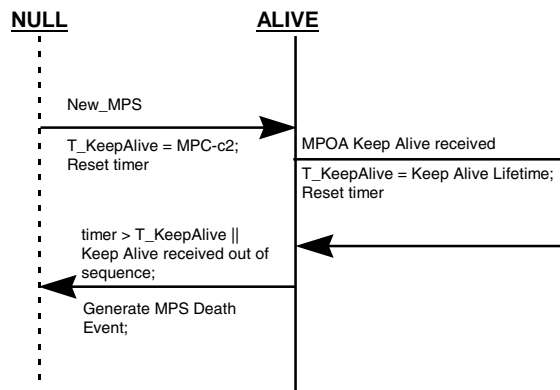 NULL
ALIVE
New_MPS
T_KeepAlive = MPC-c2;
Reset timer
MPOA Keep Alive received
T_KeepAlive = Keep Alive Lifetime;
Reset timer
timer > T_KeepAlive ||
Keep Alive received out of
sequence;
Generate MPS Death
Event;